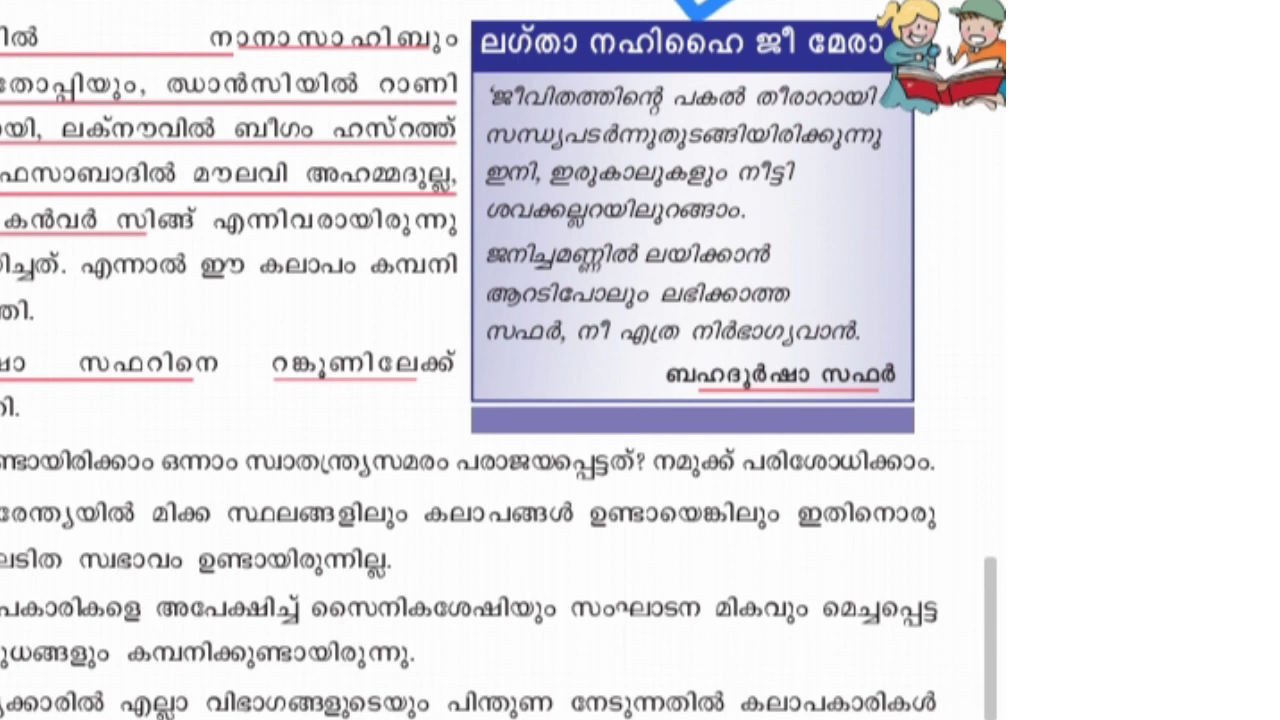 ിൽ നാനാസാഹിബും
തോപ്പിയും, ഝാൻസിയിൽ റാണി
ായി, ലക്നൗവിൽ ബീഗം ഹസ്റത്ത്
ഫസാബാദിൽ മൗലവി അഹമ്മദുല്ല,
കൻവർ സിങ്ങ് എന്നിവരായിരുന്നു
ിച്ചത്. എന്നാൽ ഈ കലാപം കമ്പനി
ത്തി.
ഷാ സഫറിനെ റങ്കൂണിലേക്ക്
ി.
ലഗ്താ നഹിഹൈ ജീ മേരാ
'ജീവിതത്തിന്റെ പകൽ തീരാറായി
സന്ധ്യപടർന്നുതുടങ്ങിയിരിക്കുന്നു
ഇനി, ഇരുകാലുകളും നീട്ടി
ശവക്കല്ലറയിലുറങ്ങാം.
ജനിച്ചമണ്ണിൽ ലയിക്കാൻ
ആറടിപോലും ലഭിക്കാത്ത
സഫർ, നീ എത്ര നിർഭാഗ്യവാൻ.
ബഹദൂർഷാ സഫർ
ണ്ടായിരിക്കാം ഒന്നാം സ്വാതന്ത്ര്യസമരം പരാജയപ്പെട്ടത്? നമുക്ക് പരിശോധിക്കാം.
രേന്ത്യയിൽ മിക്ക സ്ഥലങ്ങളിലും കലാപങ്ങൾ ഉണ്ടായെങ്കിലും ഇതിനൊരു
ടിത സ്വഭാവം ഉണ്ടായിരുന്നില്ല.
പകാരികളെ അപേക്ഷിച്ച് സൈനികശേഷിയും സംഘാടന മികവും മെച്ചപ്പെട്ട
ുധങ്ങളും കമ്പനിക്കുണ്ടായിരുന്നു.
്യക്കാരിൽ എല്ലാ വിഭാഗങ്ങളുടെയും പിന്തുണ നേടുന്നതിൽ കലാപകാരികൾ